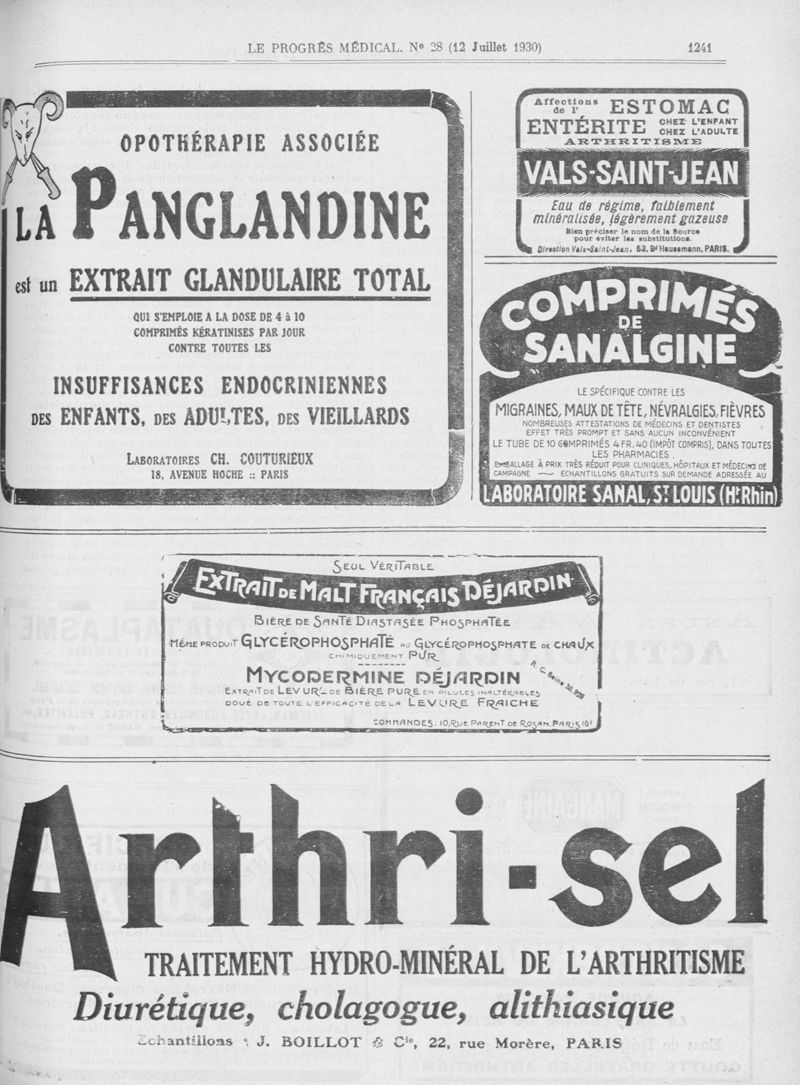 LE PROGRÈS MÉDICAL. Nº 28 (12 Juillet 1930)
1241
OPOTHÉRAPIE ASSOCIÉE
LA PANGLANDINE
est un EXTRAIT GLANDULAIRE TOTAL
QUI S'EMPLOIE A LA DOSE DE 4 à 10
COMPRIMÉS KÉRATINISES PAR JOUR
CONTRE TOUTES LES
INSUFFISANCES ENDOCRINIENNES
DES ENFANTS, DES ADULTES, DES VIEILLARDS
LABORATOIRES CH. COUTURIEUX
18, AVENUE HOCHE :: PARIS
Affections de l' ESTOMAC
ENTÉRITE CHEZ L'ENFANT CHEZ L'ADULTE
ARTHRITISME
VALS-SAINT-JEAN
Eau de régime, faiblement
minéralisée, légèrement gazeuse
Bien préciser le nom de la Source
pour éviter les substitutions.
Direction Vals-Saint-Jean, 53, Bd Haussmann, PARIS.
COMPRIMÉS
DE
SANALGINE
LE SPÉCIFIQUE CONTRE LES
MIGRAINES, MAUX DE TÊTE, NÉVRALGIES, FIÈVRES
NOMBREUSES ATTESTATIONS DE MÉDECINS ET DENTISTES
EFFET TRÈS PROMPT ET SANS AUCUN INCONVÉNIENT
LE TUBE DE 10 COMPRIMÉS 4 FR. 40 (IMPÔT COMPRIS), DANS TOUTES
LES PHARMACIES.
EMBALLAGE À PRIX TRÈS RÉDUIT POUR CLINIQUES, HÔPITAUX ET MÉDECINS DE
CAMPAGNE — ECHANTILLONS GRATUITS SUR DEMANDE ADRESSÉE AU
LABORATOIRE SANAL, ST LOUIS (Ht Rhin)
SEUL VÉRITABLE
EXTRAIT DE MALT FRANÇAIS DÉJARDIN
BIÈRE DE SANTÉ DIASTASÉE PHOSPHATÉE
MÊME PRODUIT GLYCÉROPHOSPHATÉ AU GLYCÉROPHOSPHATE DE CHAUX
CHIMIQUEMENT PUR
MYCODERMINE DÉJARDIN
EXTRAIT DE LEVURE DE BIÈRE PURE EN PILULES INALTÉRABLES
DOUÉ DE TOUTE L'EFFICACITÉ DE LA LEVURE FRAICHE
R. C. Seine
COMMANDES: 10, RUE PARENT DE ROSAN, PARIS 16e
Arthri-sel
TRAITEMENT HYDRO-MINÉRAL DE L'ARTHRITISME
Diurétique, cholagogue, alithiasique
Echantillons : J. BOILLOT & Cie, 22, rue Morère, PARIS